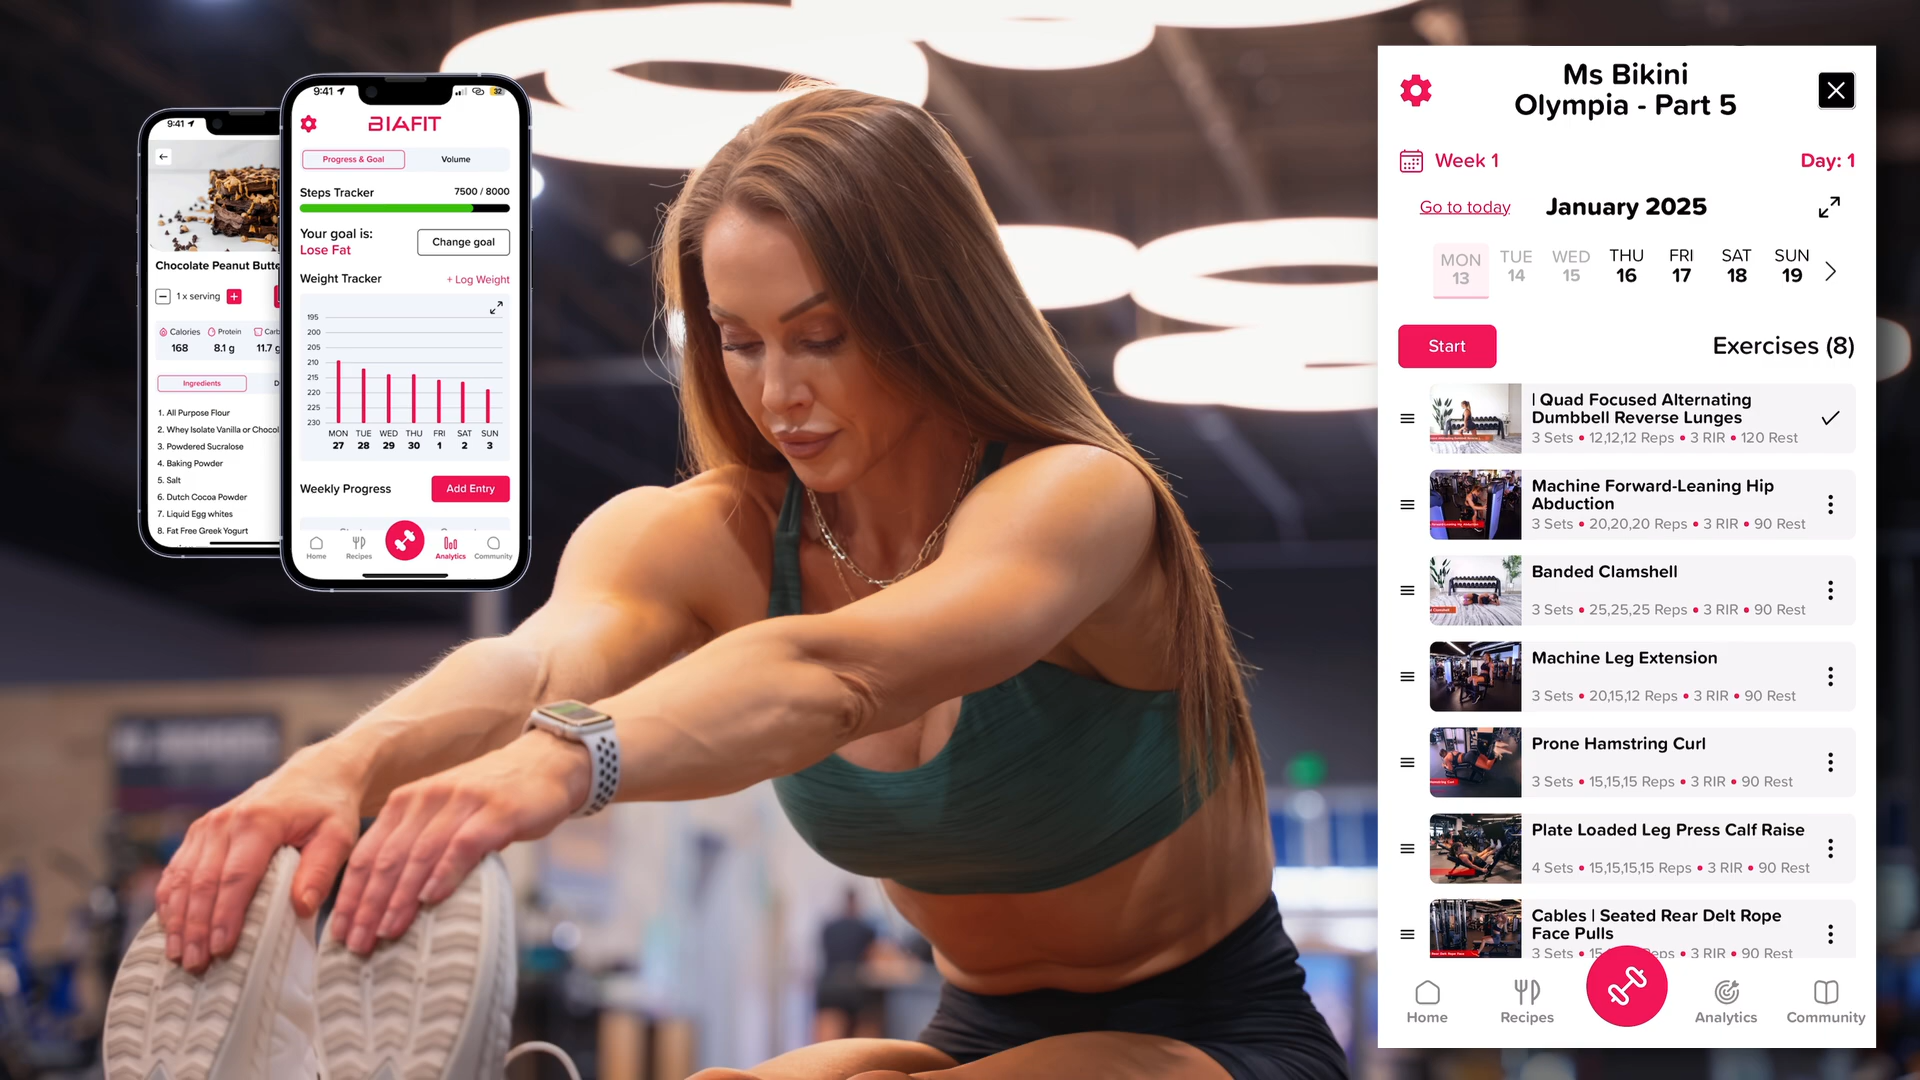 9:41
Chocolate Peanut Butte
1 x serving
Calories Protein Carb
168 8.1 g 11.7 g
Ingredients D
1. All Purpose Flour
2. Whey Isolate Vanilla or Chocol
3. Powdered Sucralose
4. Baking Powder
5. Salt
6. Dutch Cocoa Powder
7. Liquid Egg whites
8. Fat Free Greek Yogurt
9:41 32
BIAFIT
Progress & Goal Volume
Steps Tracker 7500 / 8000
Your goal is:
Lose Fat
Change goal
Weight Tracker + Log Weight
195
200
205
210
215
220
225
230
MON TUE WED THU FRI SAT SUN
27 28 29 30 1 2 3
Weekly Progress Add Entry
Home Recipes Analytics Community
Ms Bikini
Olympia - Part 5
Week 1 Day: 1
Go to today January 2025
MON TUE WED THU FRI SAT SUN
13 14 15 16 17 18 19
Start Exercises (8)
| Quad Focused Alternating
Dumbbell Reverse Lunges
3 Sets • 12,12,12 Reps • 3 RIR • 120 Rest
Machine Forward-Leaning Hip
Abduction
3 Sets • 20,20,20 Reps • 3 RIR • 90 Rest
Banded Clamshell
3 Sets • 25,25,25 Reps • 3 RIR • 90 Rest
Machine Leg Extension
3 Sets • 20,15,12 Reps • 3 RIR • 90 Rest
Prone Hamstring Curl
3 Sets • 15,15,15 Reps • 3 RIR • 90 Rest
Plate Loaded Leg Press Calf Raise
4 Sets • 15,15,15,15 Reps • 3 RIR • 90 Rest
Cables | Seated Rear Delt Rope
Face Pulls
3 Sets • 15 eps • 3 RIR • 90 Rest
Home Recipes Analytics Community